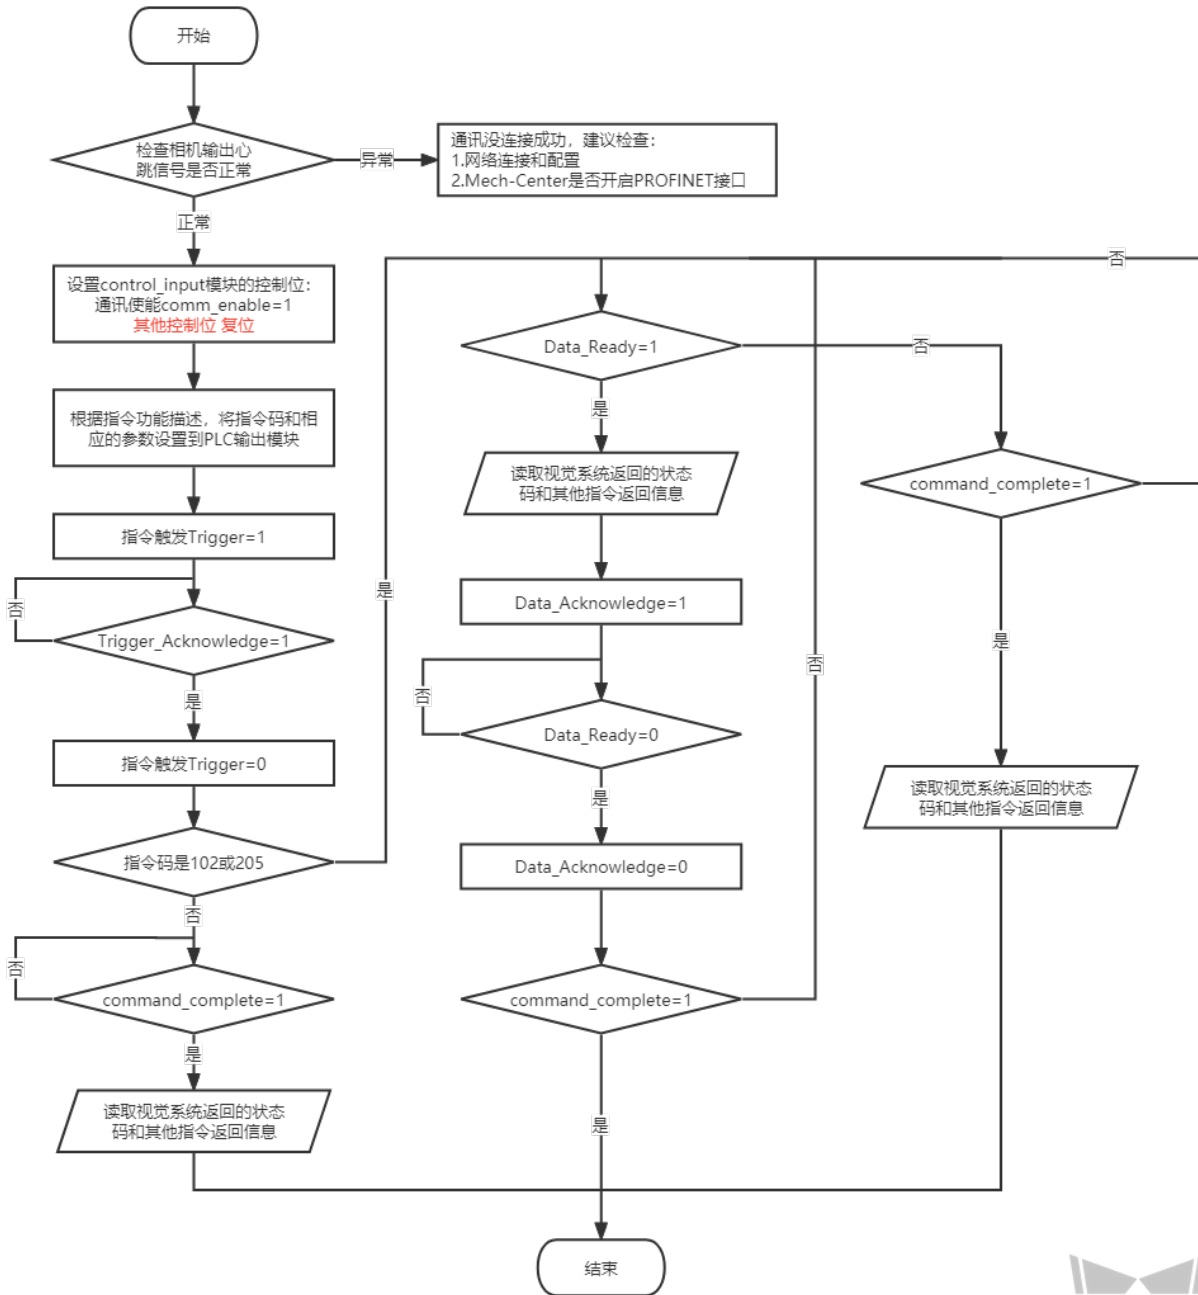 开始
检查相机输出心
跳信号是否正常
异常
通讯没连接成功，建议检查：
1.网络连接和配置
2.Mech-Center是否开启PROFINET接口
正常
设置control_input模块的控制位：
通讯使能comm_enable=1
其他控制位 复位
根据指令功能描述，将指令码和相
应的参数设置到PLC输出模块
指令触发Trigger=1
否
Trigger_Acknowledge=1
是
指令触发Trigger=0
指令码是102或205
是
否
否
command_complete=1
是
读取视觉系统返回的状态
码和其他指令返回信息
Data_Ready=1
否
是
读取视觉系统返回的状态
码和其他指令返回信息
Data_Acknowledge=1
否
Data_Ready=0
是
Data_Acknowledge=0
command_complete=1
否
是
否
command_complete=1
是
读取视觉系统返回的状态
码和其他指令返回信息
结束